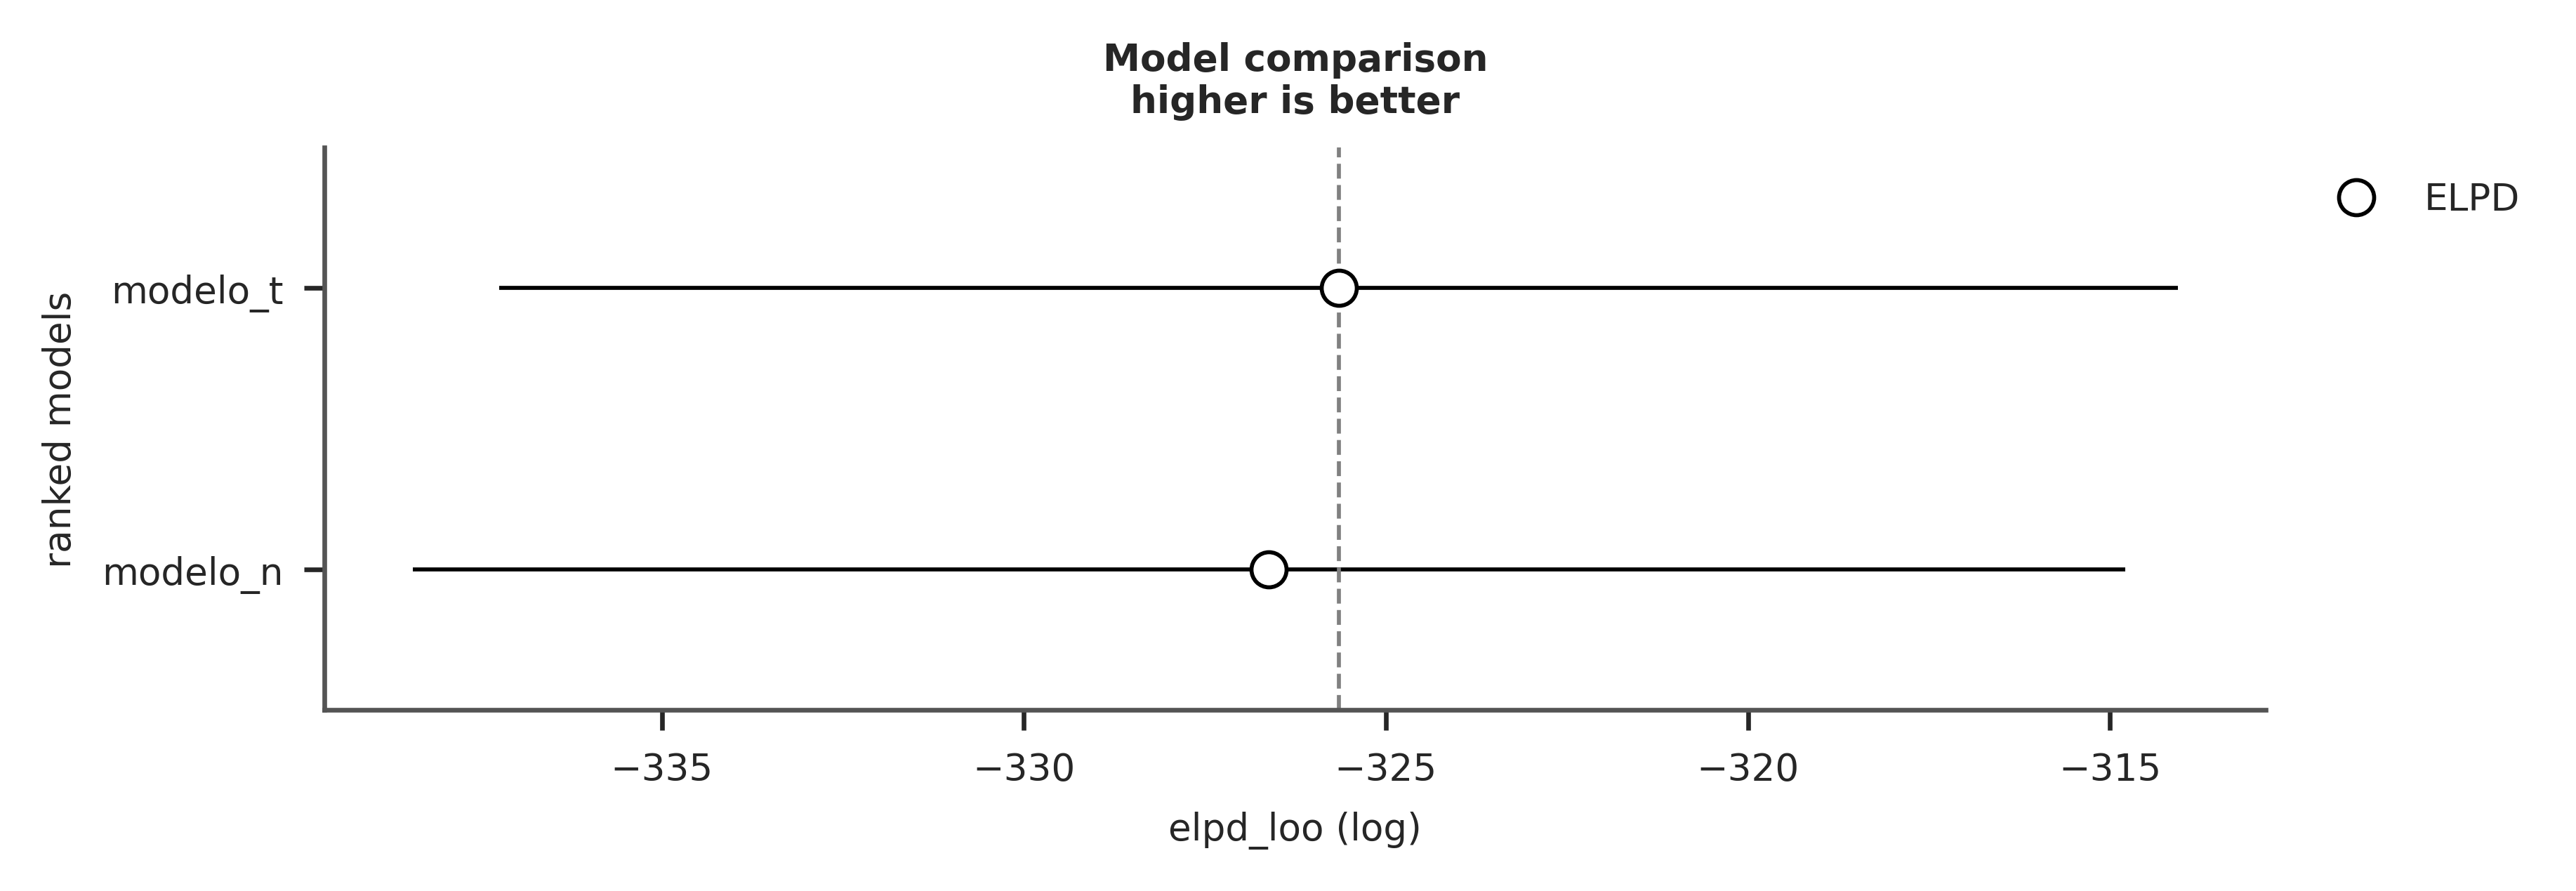 Model comparison
higher is better
ELPD
ranked models
modelo_t
modelo_n
−335
−330
−325
−320
−315
elpd_loo (log)